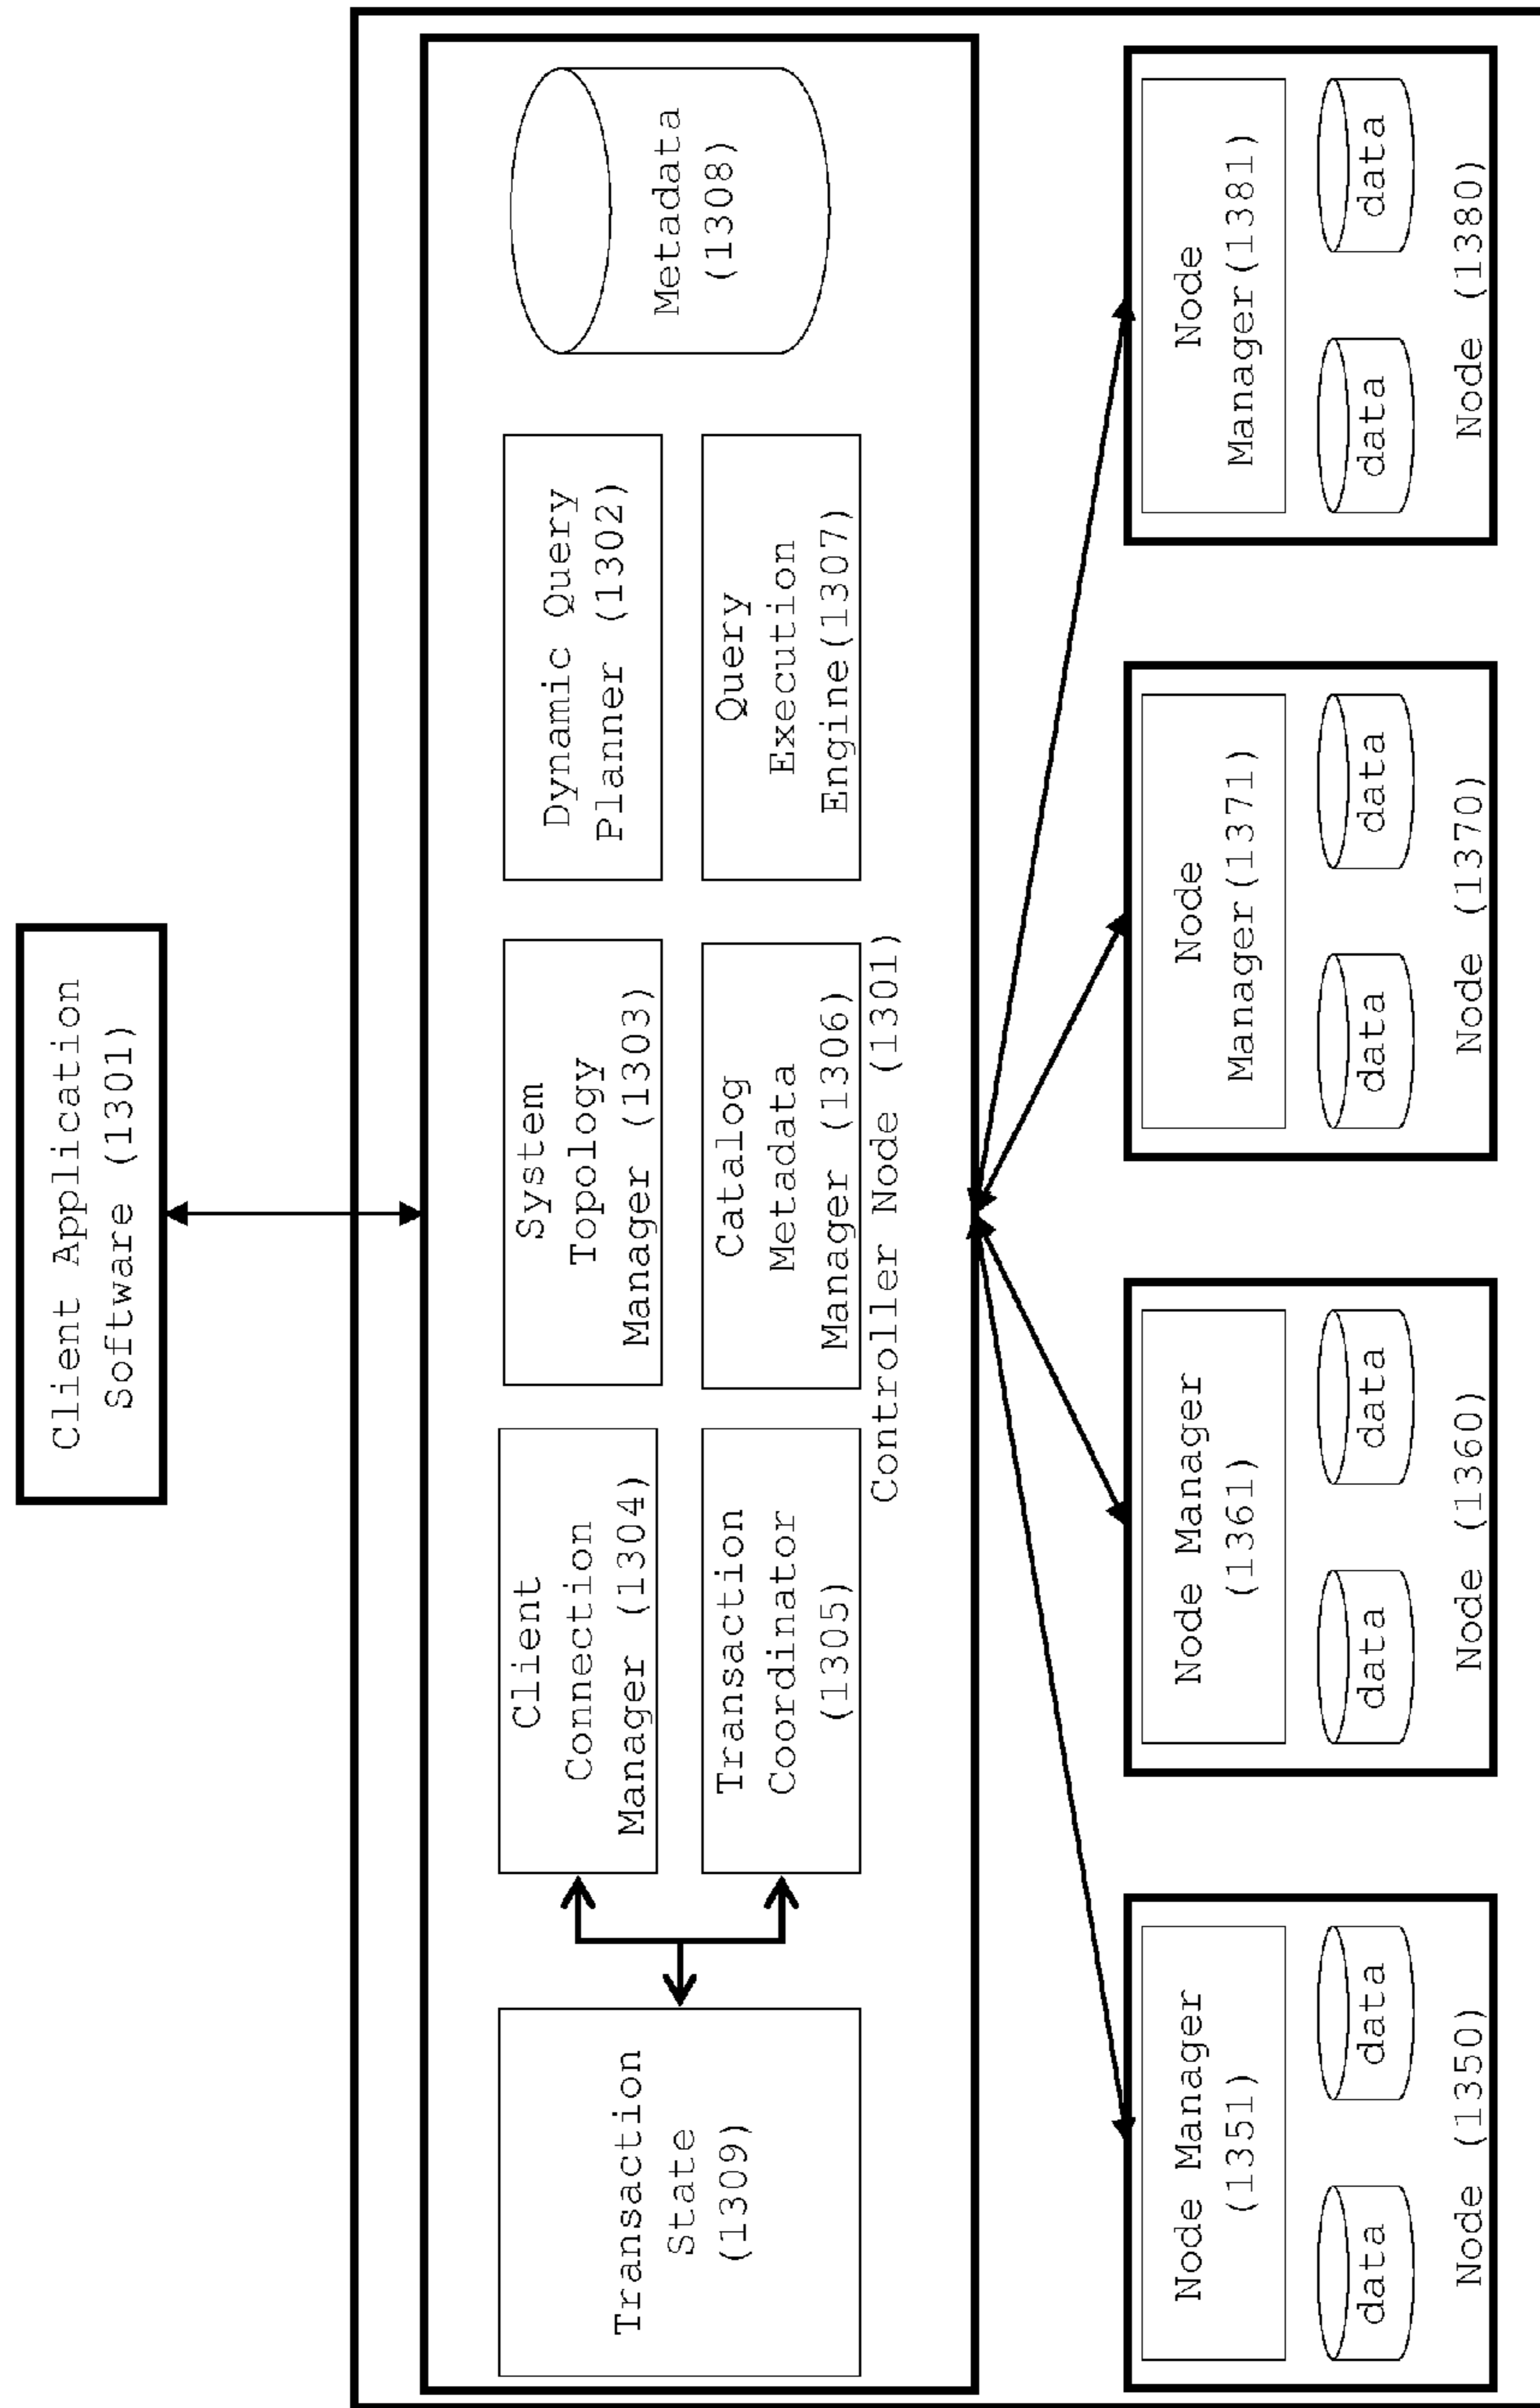 Client Application
Software (1301)
Transaction
State
(1309)
Client
Connection
Manager (1304)
Transaction
Coordinator
(1305)
System
Topology
Manager (1303)
Catalog
Metadata
Manager (1306)
Dynamic Query
Planner (1302)
Query
Execution
Engine(1307)
Metadata
(1308)
Controller Node (1301)
Node Manager
(1351)
data
data
Node (1350)
Node Manager
(1361)
data
data
Node (1360)
Node
Manager(1371)
data
data
Node (1370)
Node
Manager(1381)
data
data
Node (1380)